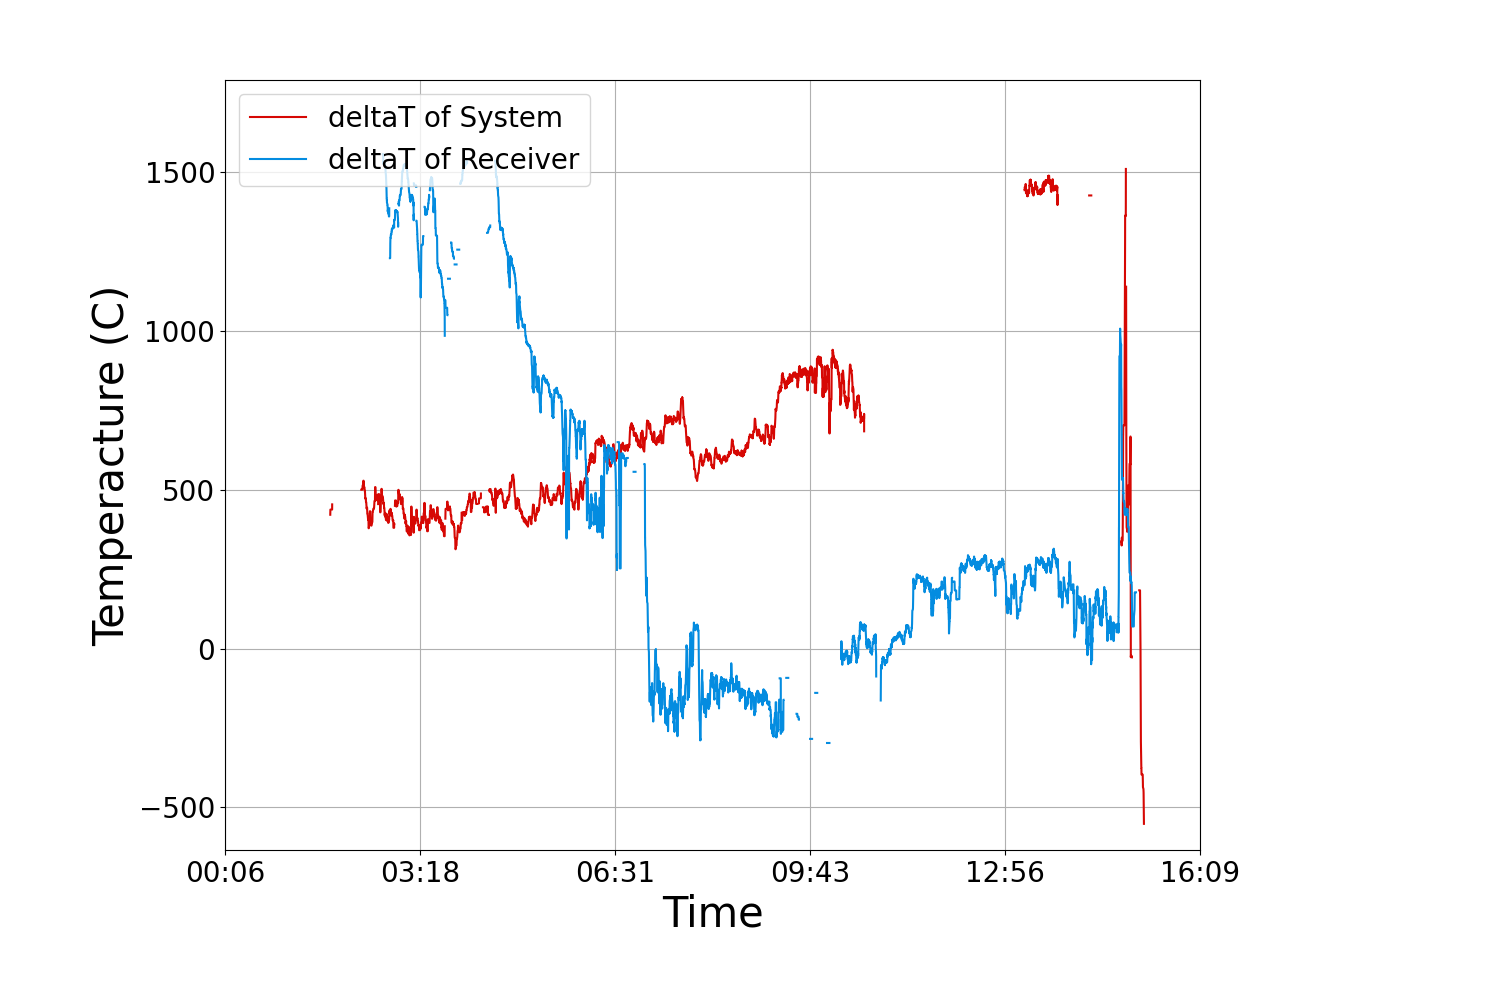 deltaT of System
deltaT of Receiver
1500
1000
500
0
−500
Temperacture (C)
00:06 03:18 06:31 09:43 12:56 16:09
Time